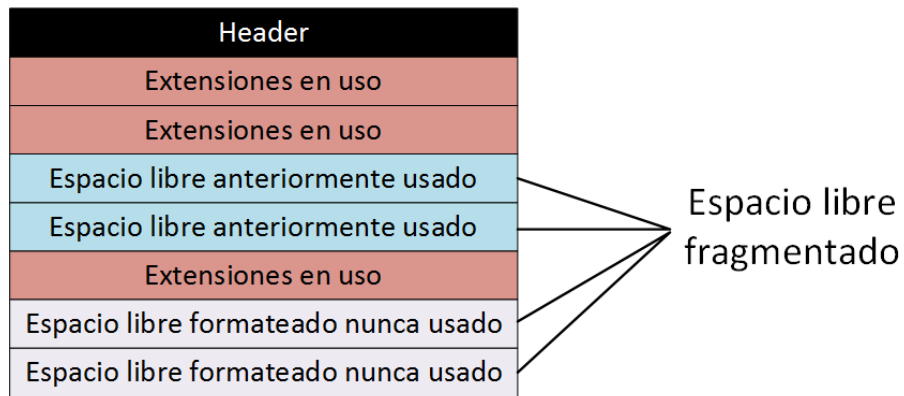 Header
Extensiones en uso
Extensiones en uso
Espacio libre anteriormente usado
Espacio libre anteriormente usado
Extensiones en uso
Espacio libre formateado nunca usado
Espacio libre formateado nunca usado
Espacio libre
fragmentado